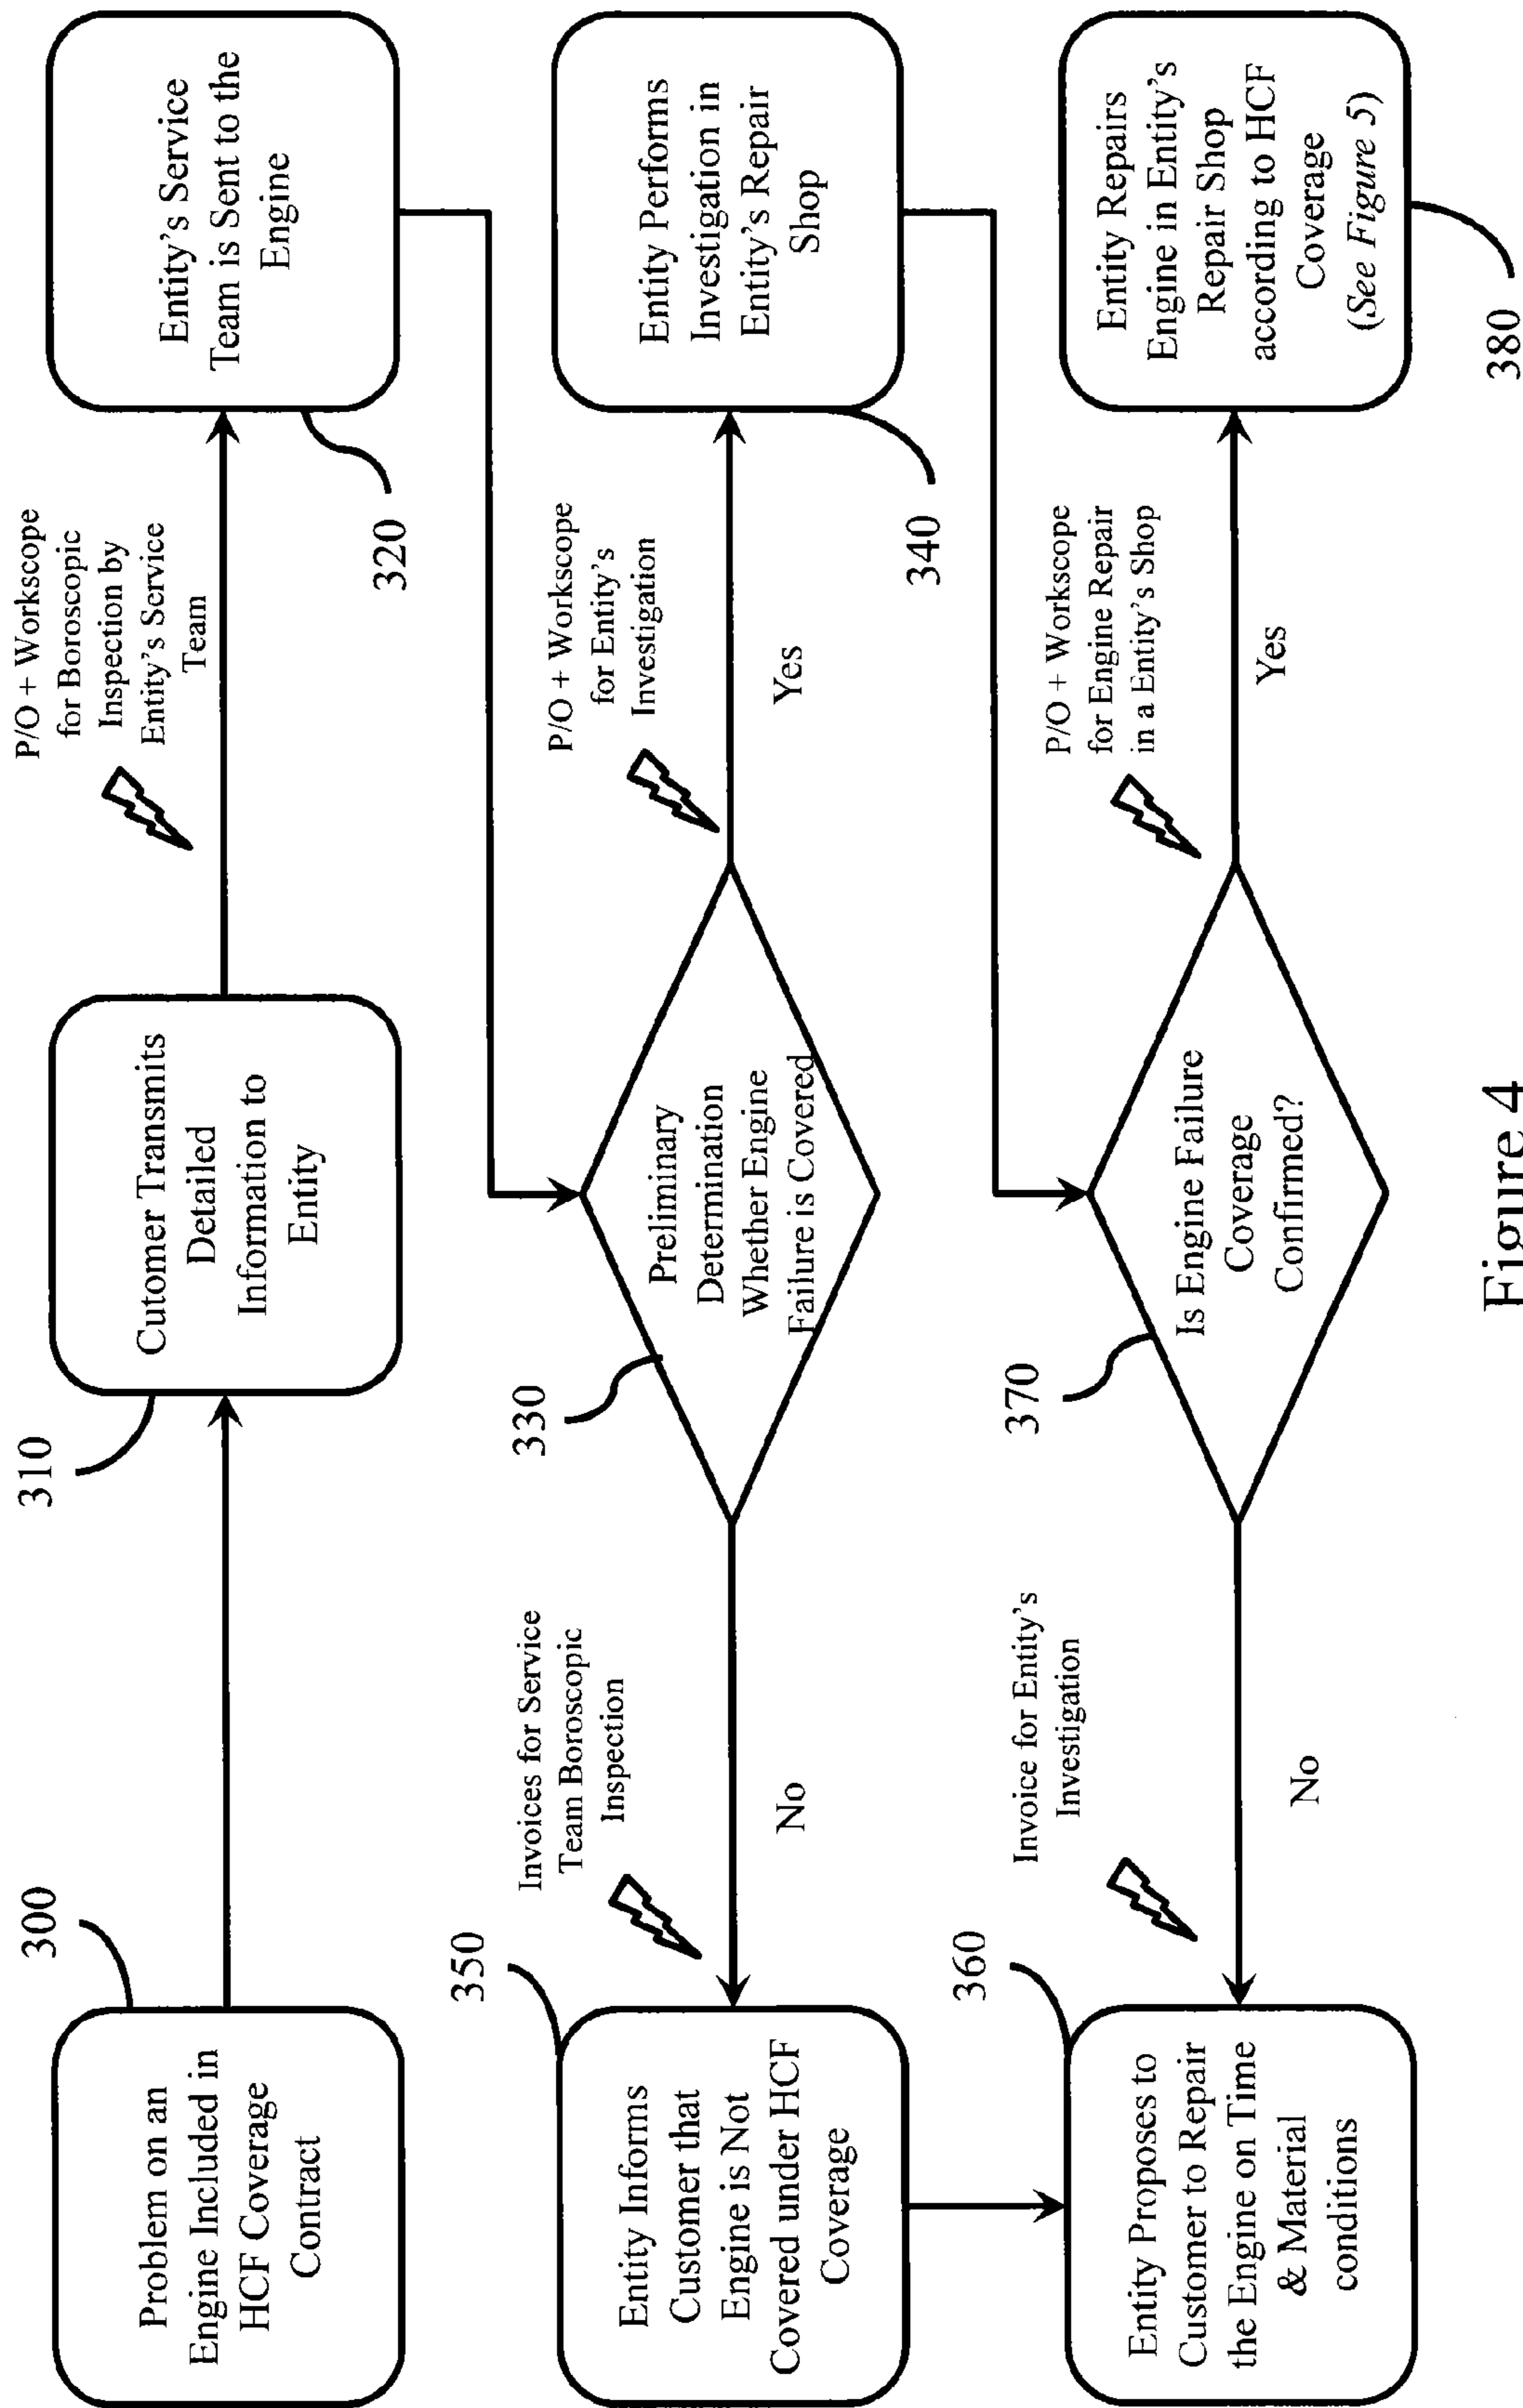 Problem on an
Engine Included in
HCF Coverage
Contract
300
Cutomer Transmits
Detailed
Information to
Entity
310
P/O + Workscope
for Boroscopic
Inspection by
Entity's Service
Team
Entity's Service
Team is Sent to the
Engine
320
Entity Informs
Customer that
Engine is Not
Covered under HCF
Coverage
350
Invoices for Service
Team Boroscopic
Inspection
No
Preliminary
Determination
Whether Engine
Failure is Covered
330
P/O + Workscope
for Entity's
Investigation
Yes
Entity Performs
Investigation in
Entity's Repair
Shop
340
Entity Proposes to
Customer to Repair
the Engine on Time
& Material
conditions
360
Invoice for Entity's
Investigation
No
Is Engine Failure
Coverage
Confirmed?
370
P/O + Workscope
for Engine Repair
in a Entity's Shop
Yes
Entity Repairs
Engine in Entity's
Repair Shop
according to HCF
Coverage
(See Figure 5)
380
Figure 4